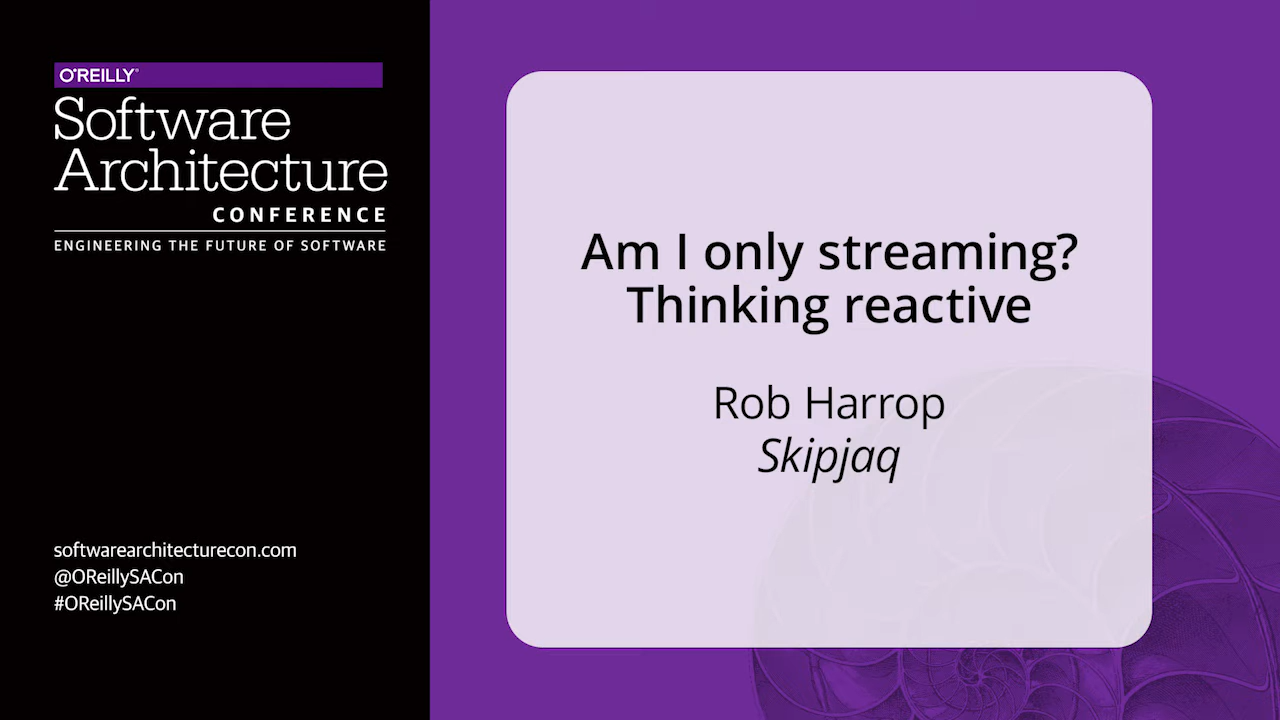 O'REILLY®
Software
Architecture
CONFERENCE
ENGINEERING THE FUTURE OF SOFTWARE
softwarearchitecturecon.com
@OReillySACon
#OReillySACon
Am I only streaming?
Thinking reactive
Rob Harrop
Skipjaq